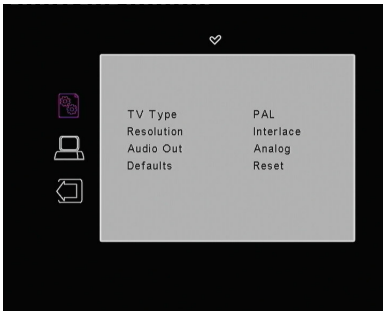 TV Type PAL
Resolution Interlace
Audio Out Analog
Defaults Reset